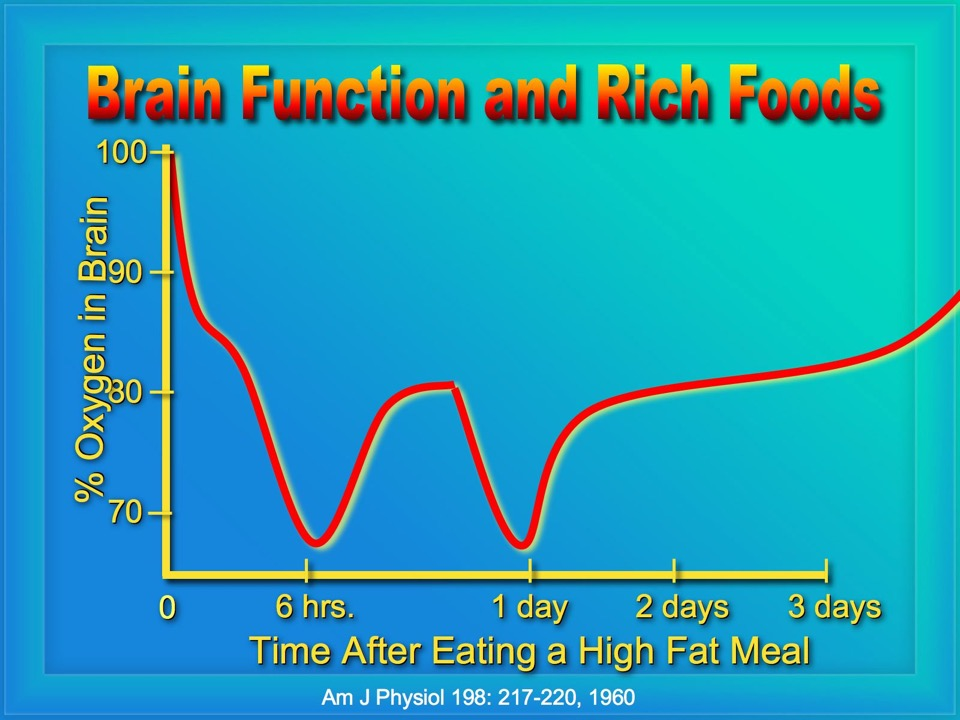 Brain Function and Rich Foods
100
90
80
70
% Oxygen in Brain
0 6 hrs. 1 day 2 days 3 days
Time After Eating a High Fat Meal
Am J Physiol 198: 217-220, 1960